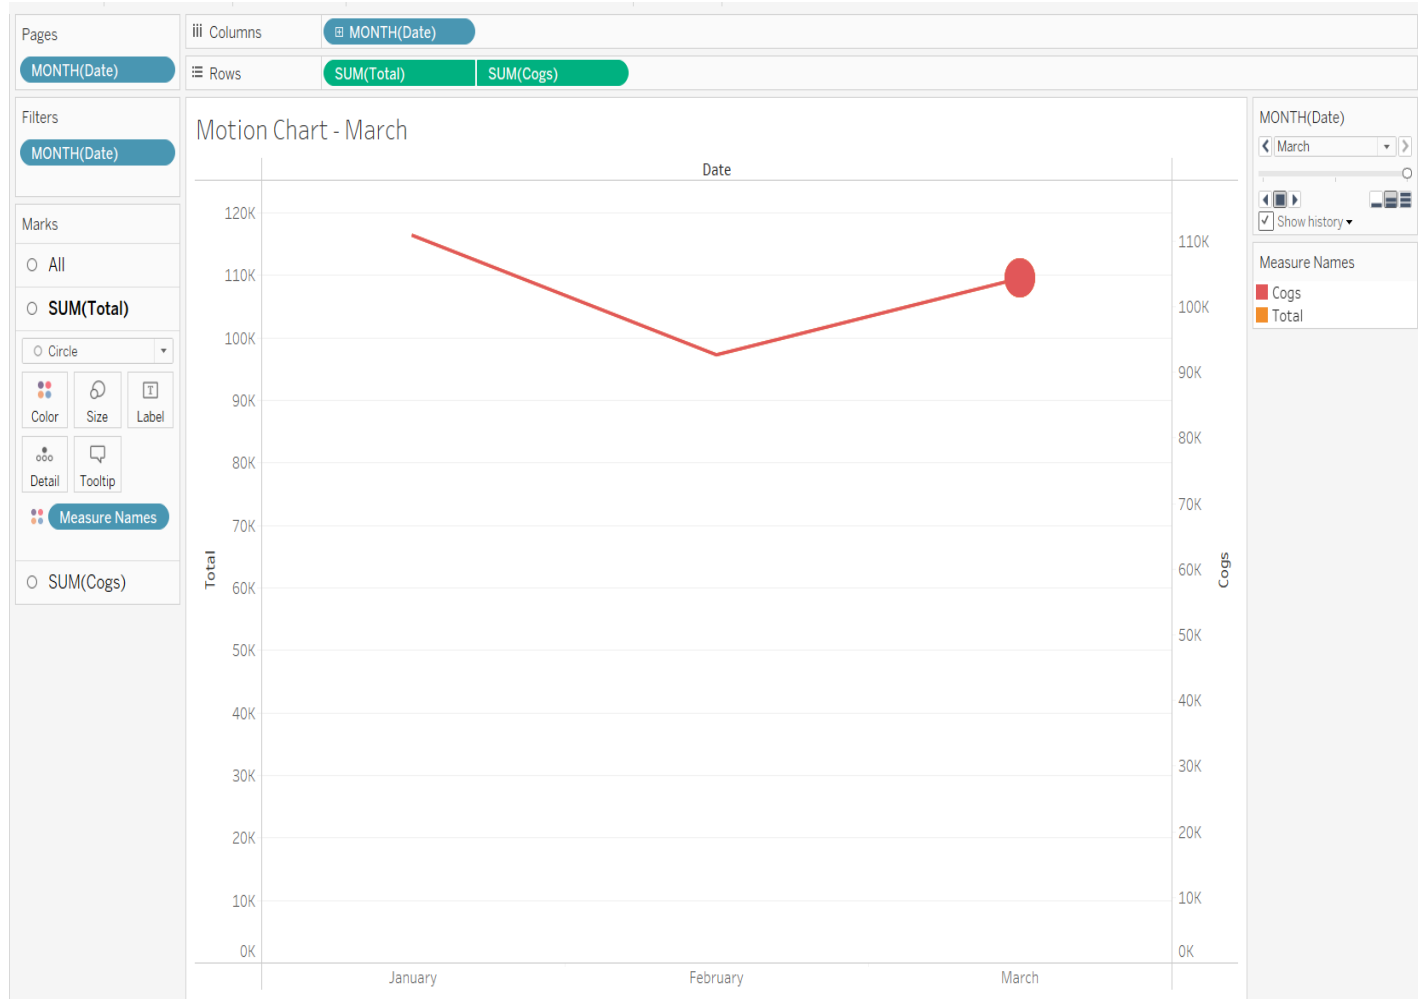 Pages
MONTH(Date)
iii Columns
MONTH(Date)
Rows
SUM(Total)
SUM(Cogs)
Filters
MONTH(Date)
Marks
All
SUM(Total)
Circle
Color
Size
T
Label
Detail
Tooltip
Measure Names
SUM(Cogs)
Motion Chart - March
Date
120K
110K
100K
90K
80K
70K
60K
50K
40K
30K
20K
10K
0K
Total
110K
100K
90K
80K
70K
60K
50K
40K
30K
20K
10K
0K
Cogs
January
February
March
MONTH(Date)
March
Show history
Measure Names
Cogs
Total